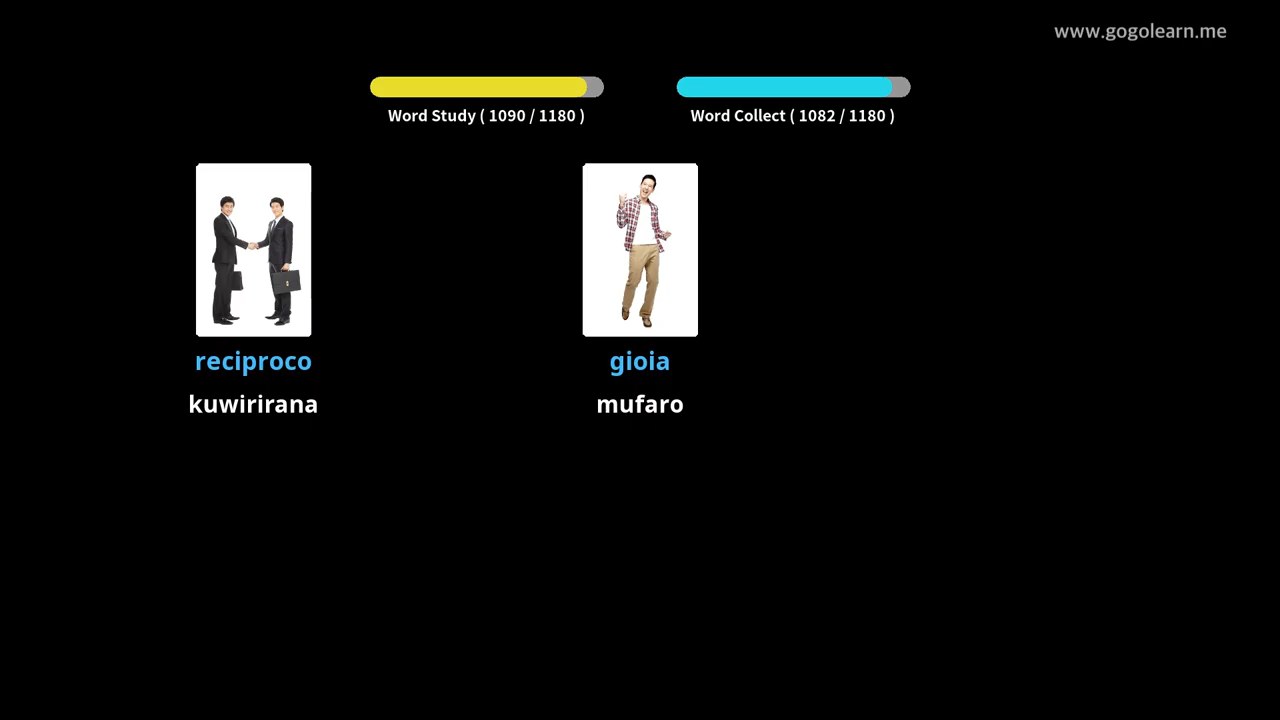 www.gogolearn.me
Word Study ( 1090 / 1180 )
Word Collect ( 1082 / 1180 )
reciproco
kuwirirana
gioia
mufaro